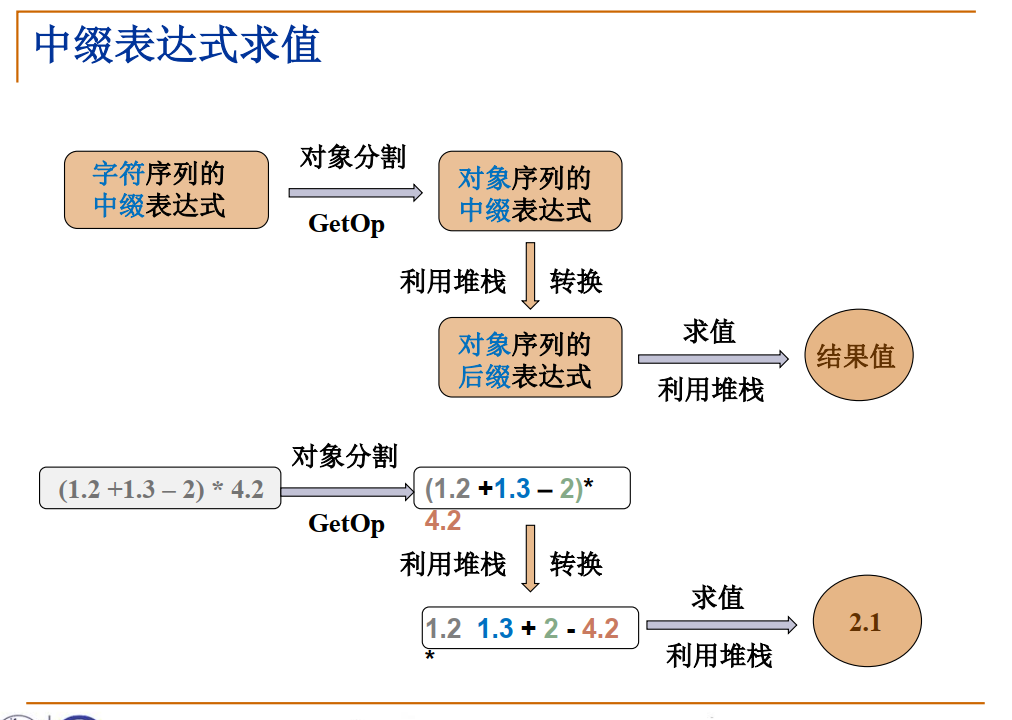 中缀表达式求值
对象分割
字符序列的
中缀表达式
GetOp
对象序列的
中缀表达式
利用堆栈 转换
对象序列的
后缀表达式
求值
利用堆栈
结果值
对象分割
(1.2 +1.3 – 2) * 4.2
GetOp
(1.2 +1.3 – 2)*
4.2
利用堆栈 转换
1.2 1.3 + 2 - 4.2
*
求值
利用堆栈
2.1